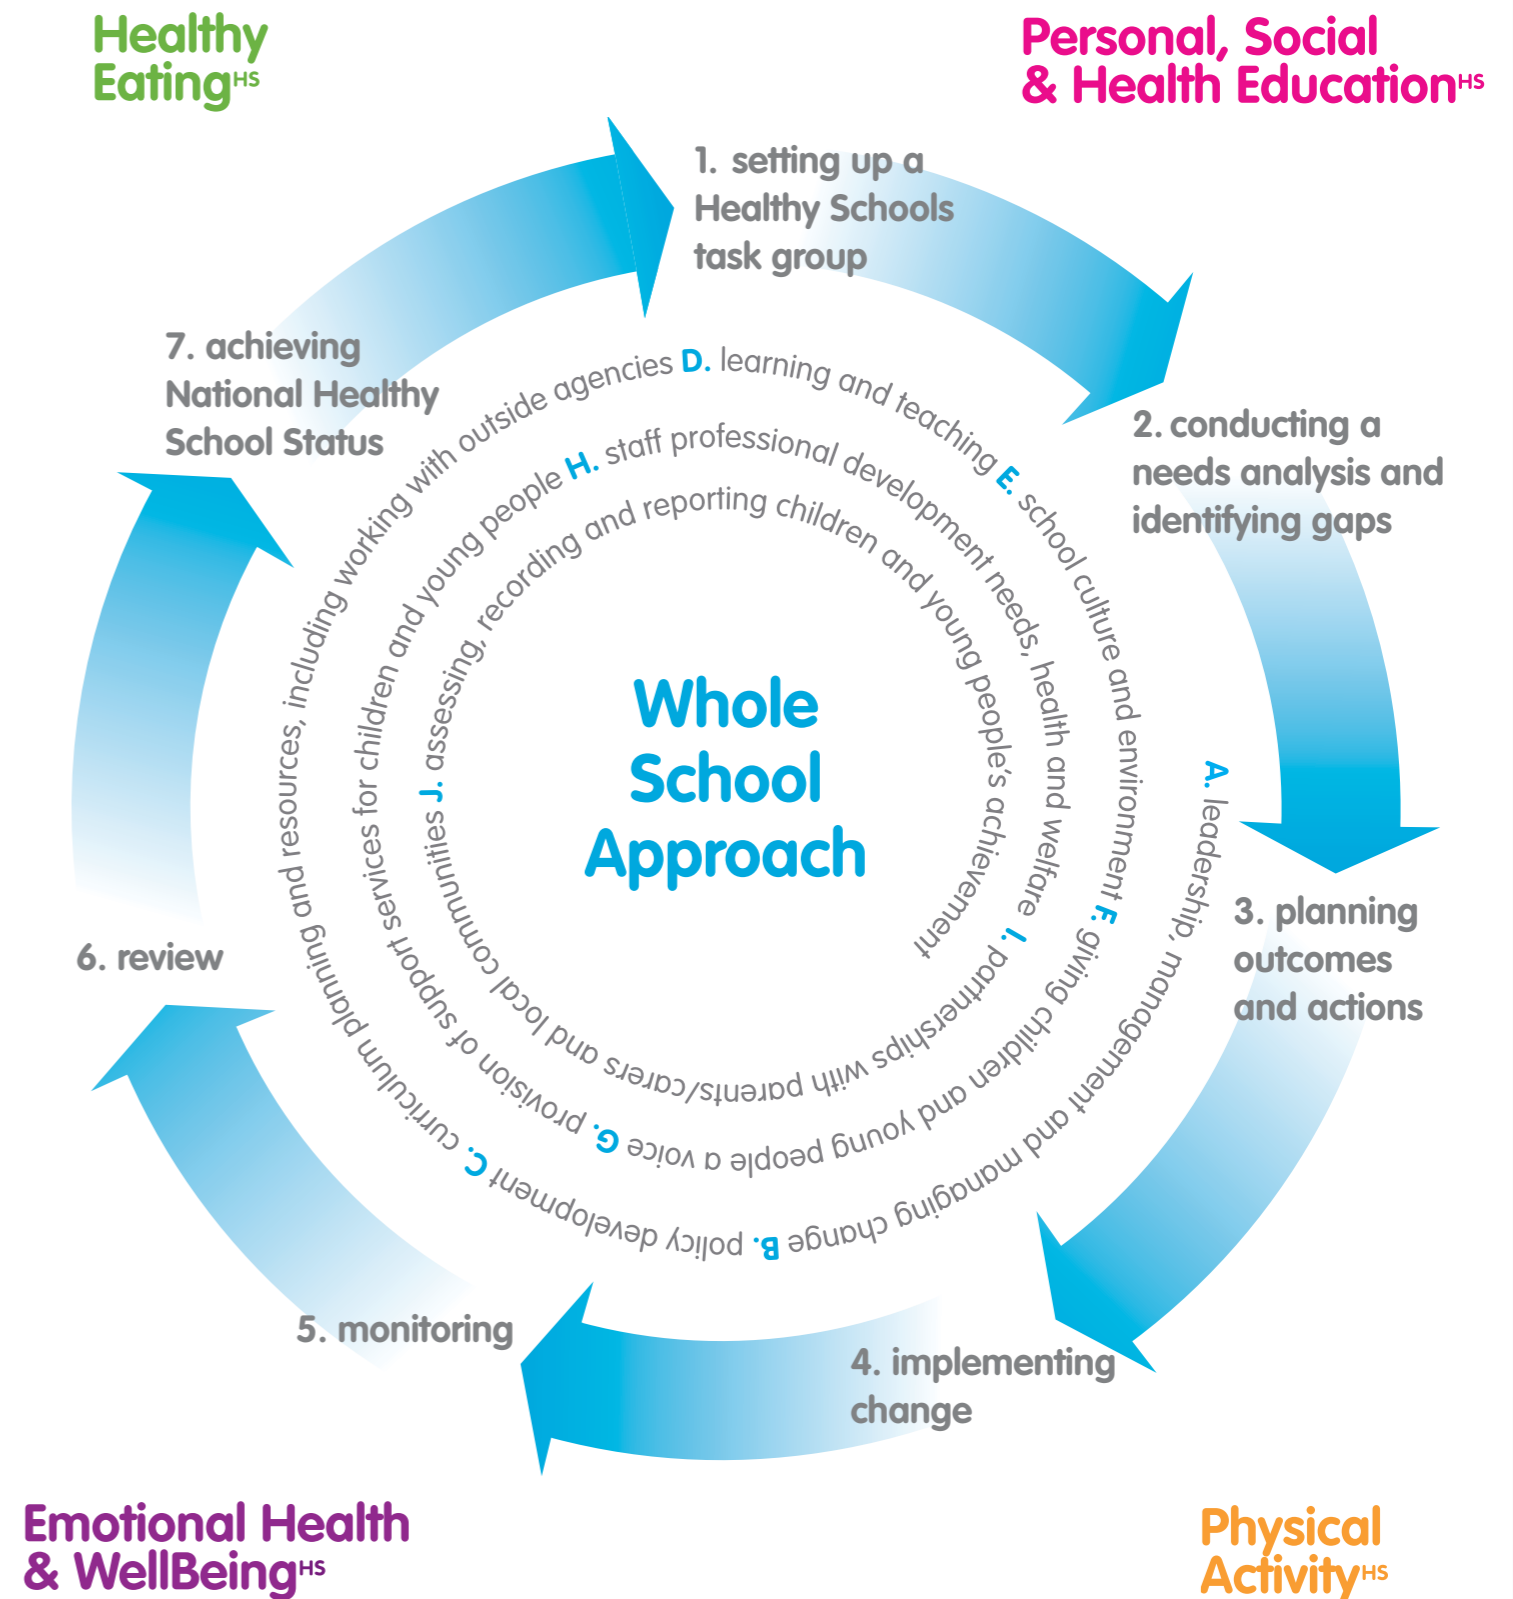 Healthy
Eating HS
Personal, Social
& Health Education HS
1. setting up a
Healthy Schools
task group
2. conducting a
needs analysis and
identifying gaps
3. planning
outcomes
and actions
4. implementing
change
5. monitoring
6. review
7. achieving
National Healthy
School Status
A. leadership, management and managing change B. policy development C. curriculum planning and resources, including working with outside agencies D. learning and teaching E. school culture and environment F. giving children and young people a voice G. provision of support services for children and young people H. staff professional development needs, health and welfare I. partnerships with parents/carers and local communities J. assessing, recording and reporting children and young people's achievement
Whole
School
Approach
Emotional Health
& WellBeing HS
Physical
Activity HS